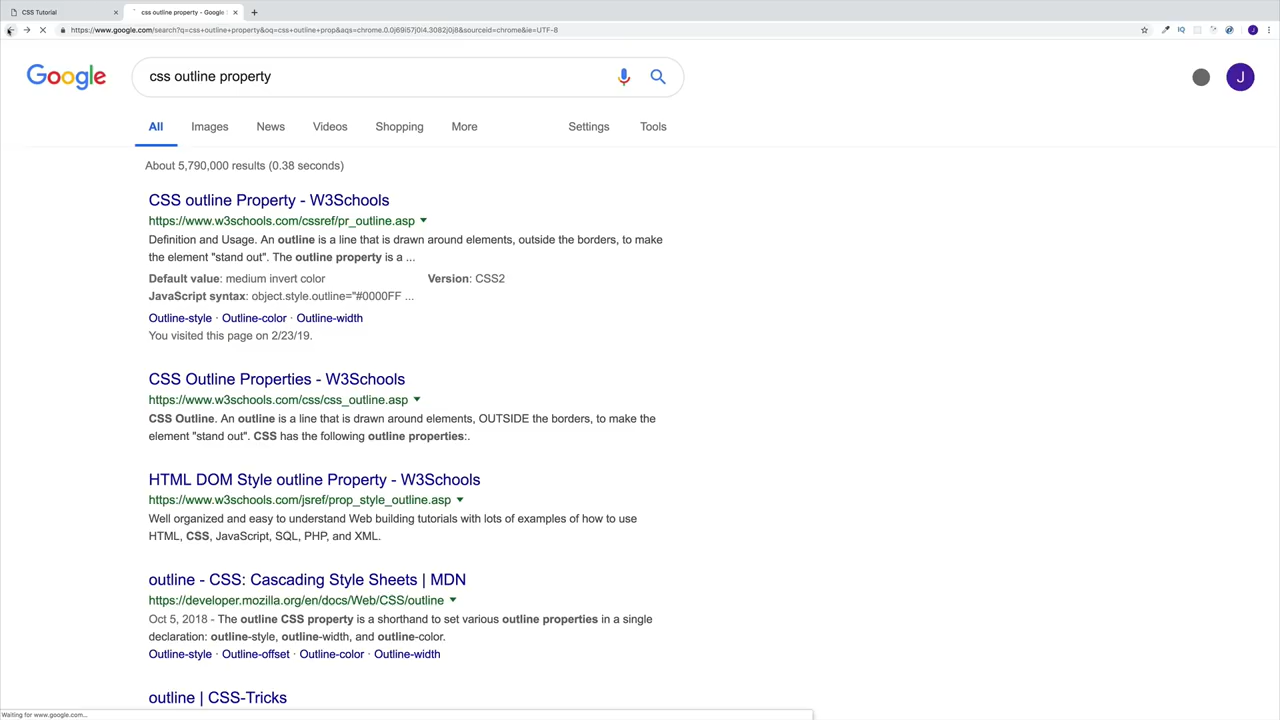 CSS Tutorial
css outline property - Google
https://www.google.com/search?q=css+outline+property&oq=css+outline+prop&aqs=chrome.0.0j69i57j0l4.3082j0j8&sourceid=chrome&ie=UTF-8
IQ
J
Google
css outline property
J
All Images News Videos Shopping More Settings Tools
About 5,790,000 results (0.38 seconds)
CSS outline Property - W3Schools
https://www.w3schools.com/cssref/pr_outline.asp
Definition and Usage. An outline is a line that is drawn around elements, outside the borders, to make
the element "stand out". The outline property is a ...
Default value: medium invert color Version: CSS2
JavaScript syntax: object.style.outline="#0000FF ...
Outline-style · Outline-color · Outline-width
You visited this page on 2/23/19.
CSS Outline Properties - W3Schools
https://www.w3schools.com/css/css_outline.asp
CSS Outline. An outline is a line that is drawn around elements, OUTSIDE the borders, to make the
element "stand out". CSS has the following outline properties:.
HTML DOM Style outline Property - W3Schools
https://www.w3schools.com/jsref/prop_style_outline.asp
Well organized and easy to understand Web building tutorials with lots of examples of how to use
HTML, CSS, JavaScript, SQL, PHP, and XML.
outline - CSS: Cascading Style Sheets | MDN
https://developer.mozilla.org/en/docs/Web/CSS/outline
Oct 5, 2018 - The outline CSS property is a shorthand to set various outline properties in a single
declaration: outline-style, outline-width, and outline-color.
Outline-style · Outline-offset · Outline-color · Outline-width
outline | CSS-Tricks
Waiting for www.google.com...